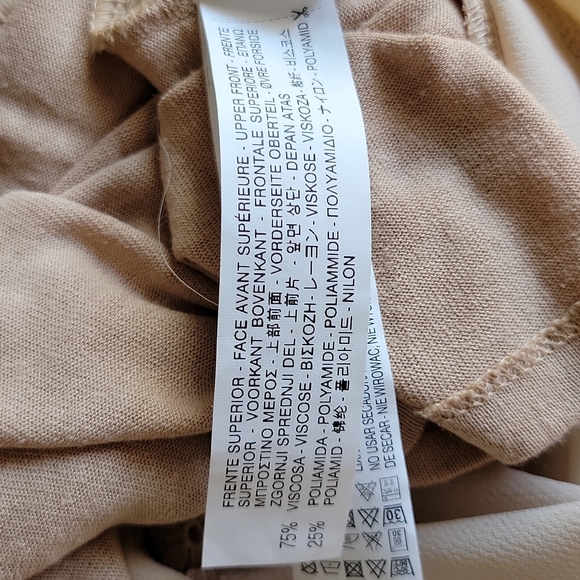 FRENTE SUPERIOR - FACE AVANT SUPÉRIEURE - UPPER FRONT - FRENTE
SUPERIOR - VOORKANT BOVENKANT - FRONTALE SUPERIORE - ΕΠΑΝΩ
ΜΠΡΟΣΤΙΝΟ ΜΕΡΟΣ - 上部前面 - VORDERSEITE OBERTEIL - ØVRE FORSIDE
ZGORNJI SPREDNJI DEL - 上前片 - 앞면 상단 - DEPAN ATAS
75% VISCOSA - VISCOSE - ΒΙΣΚΟΖΗ - レーヨン - VISKOSE - VISKOZA - 粘纤 - 비스코스
25% POLIAMIDA - POLYAMIDE - POLIAMMIDE - ΠΟΛΥΑΜΙΔΙΟ - ナイロン - POLYAMID
POLIAMID - 锦纶 - 폴리아미드 - NILON
NO USAR SECADORA
DE SECAR - NIE WIROWAĆ, NIE
30